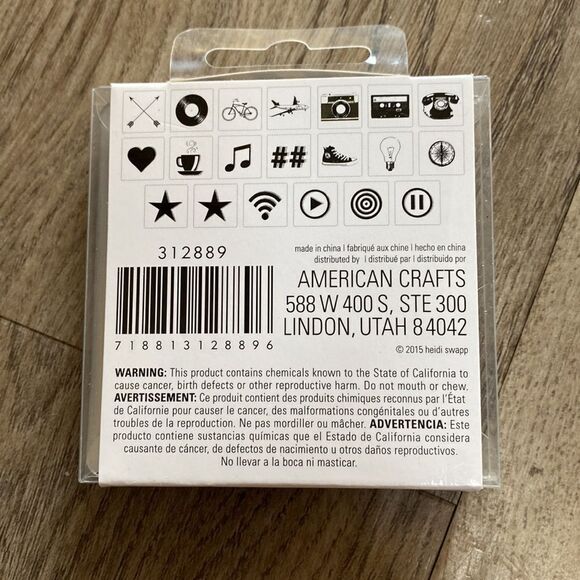 ##
312889
7 18813 12889 6
made in china | fabriqué aux chine | hecho en china
distributed by | distribué par | distribuido por
AMERICAN CRAFTS
588 W 400 S, STE 300
LINDON, UTAH 84042
© 2015 heidi swapp
WARNING: This product contains chemicals known to the State of California to
cause cancer, birth defects or other reproductive harm. Do not mouth or chew.
AVERTISSEMENT: Ce produit contient des produits chimiques reconnus par l'État
de Californie pour causer le cancer, des malformations congénitales ou d'autres
troubles de la reproduction. Ne pas mordiller ou mâcher. ADVERTENCIA: Este
producto contiene sustancias químicas que el Estado de California considera
causante de cáncer, de defectos de nacimiento u otros daños reproductivos.
No llevar a la boca ni masticar.